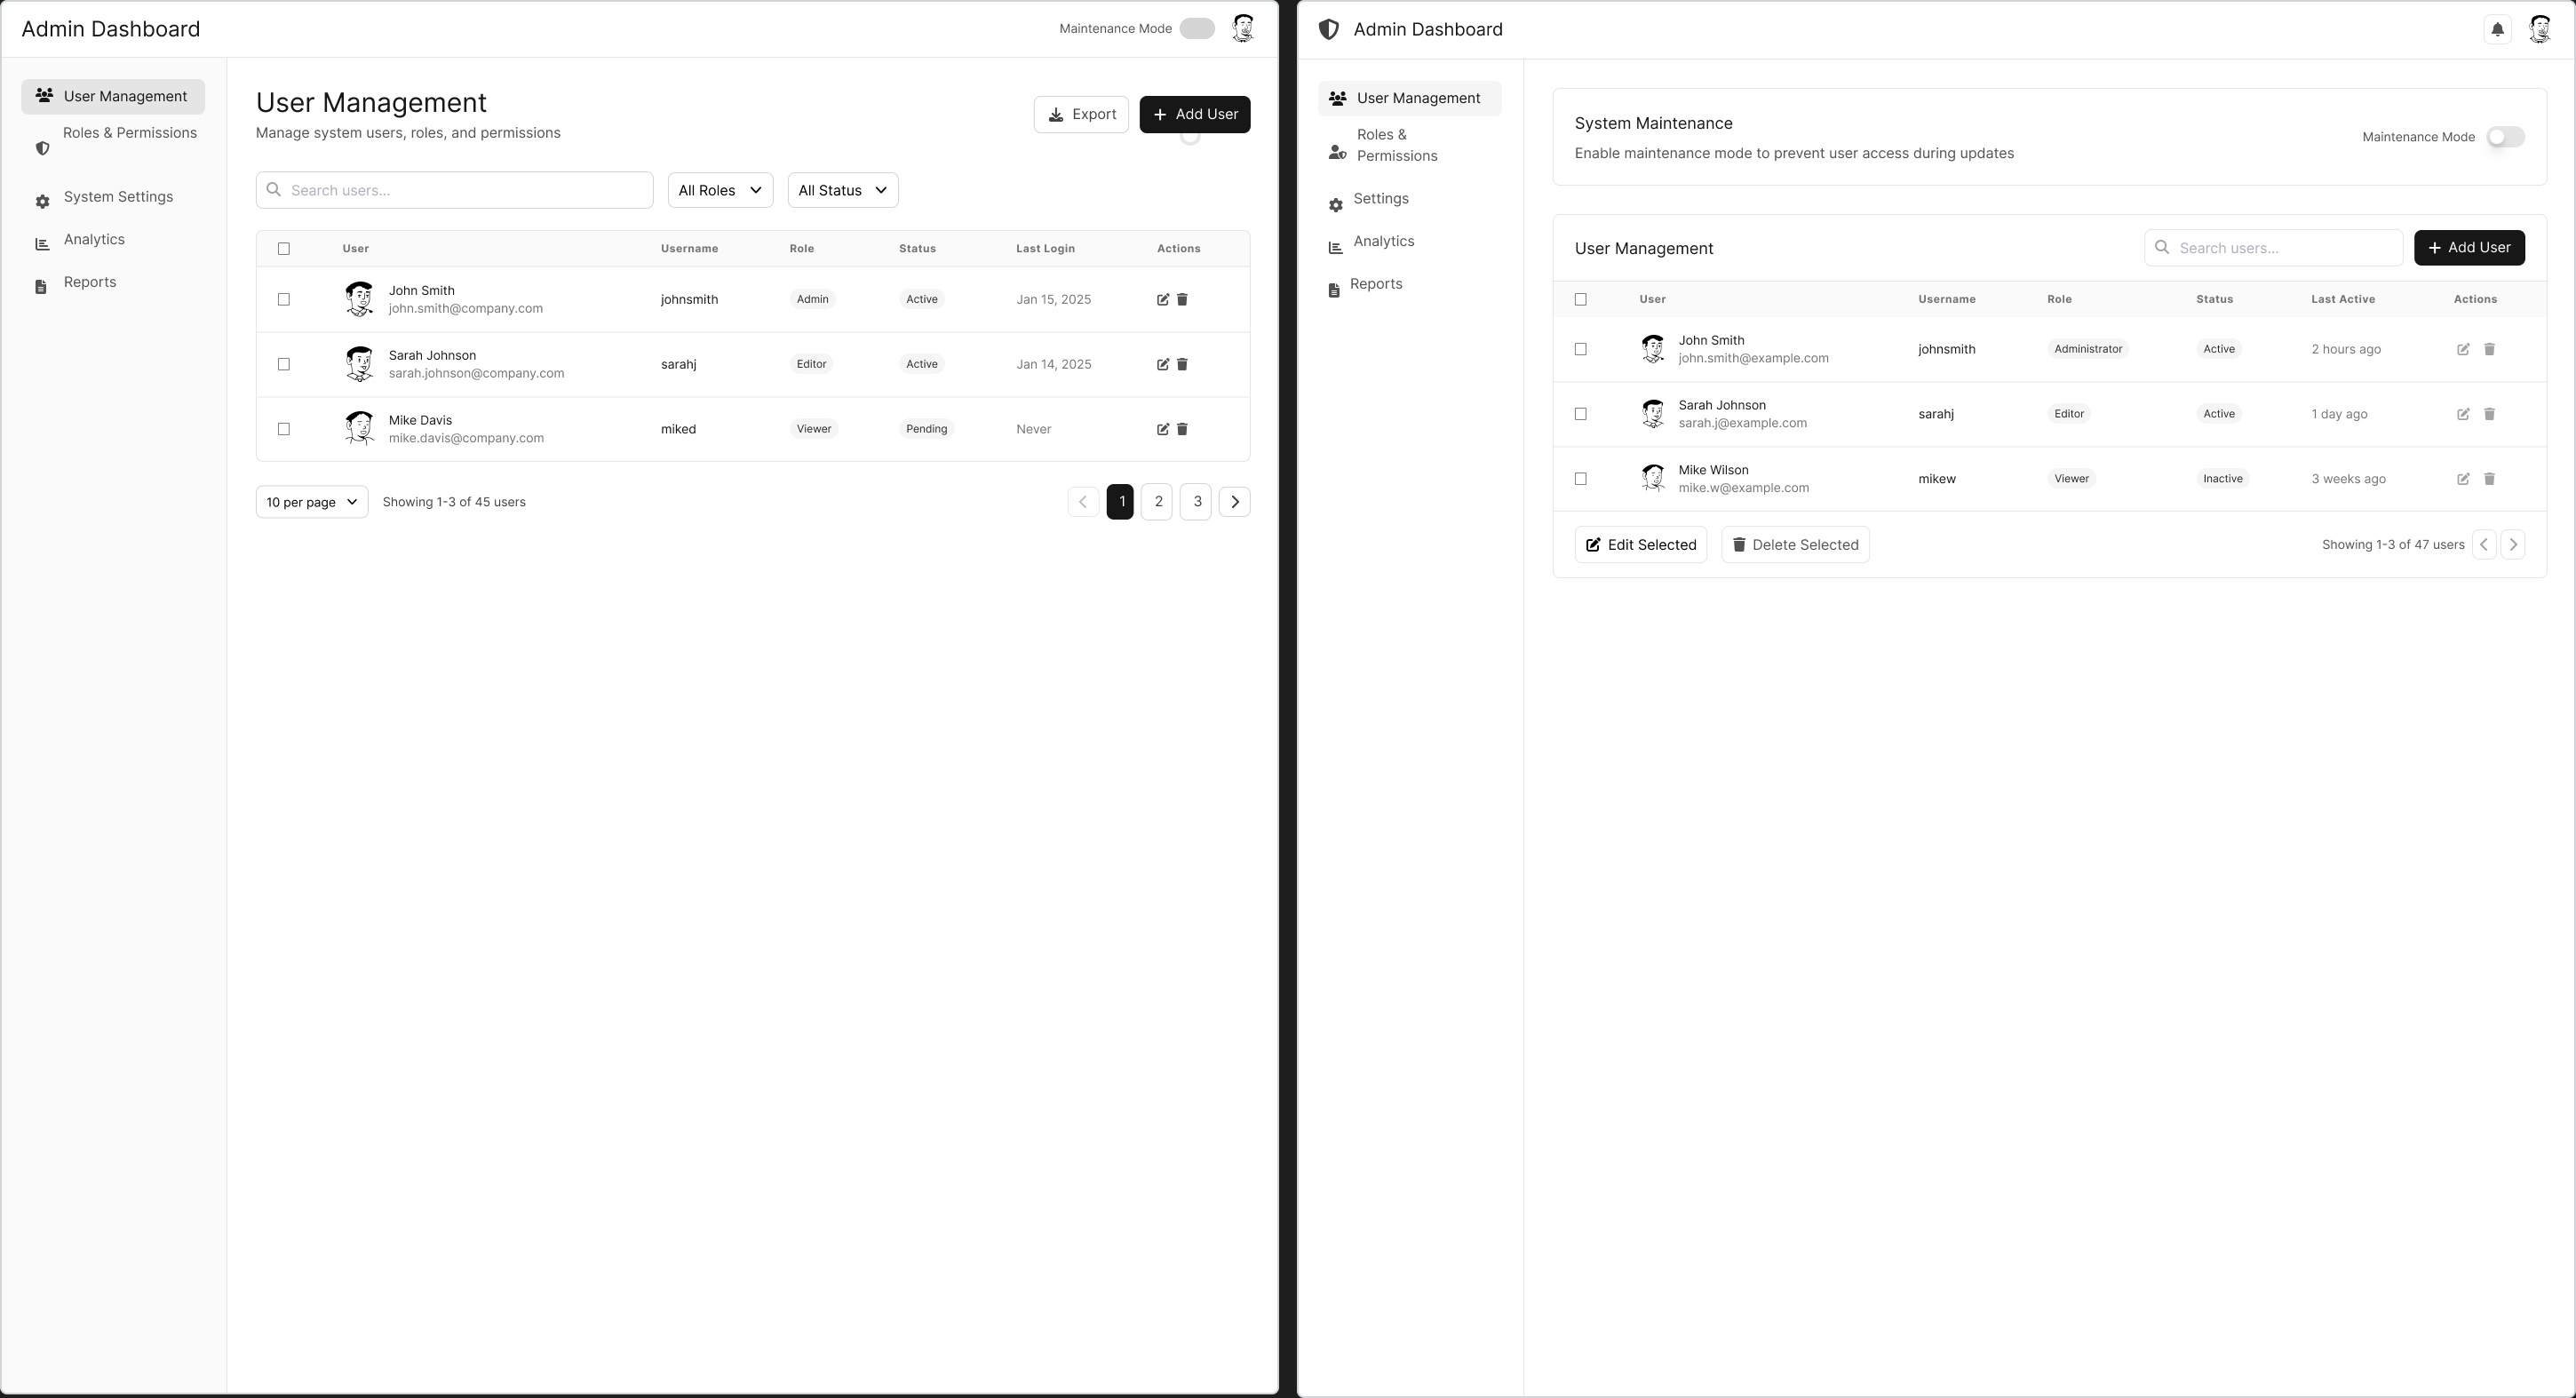 Admin Dashboard
Maintenance Mode
User Management
Roles & Permissions
System Settings
Analytics
Reports
User Management
Manage system users, roles, and permissions
Export
Add User
Search users...
All Roles
All Status
User Username Role Status Last Login Actions
John Smith
john.smith@company.com
johnsmith Admin Active Jan 15, 2025
Sarah Johnson
sarah.johnson@company.com
sarahj Editor Active Jan 14, 2025
Mike Davis
mike.davis@company.com
miked Viewer Pending Never
10 per page
Showing 1-3 of 45 users
1 2 3
Admin Dashboard
User Management
Roles &
Permissions
Settings
Analytics
Reports
System Maintenance
Enable maintenance mode to prevent user access during updates
Maintenance Mode
User Management
Search users...
Add User
User Username Role Status Last Active Actions
John Smith
john.smith@example.com
johnsmith Administrator Active 2 hours ago
Sarah Johnson
sarah.j@example.com
sarahj Editor Active 1 day ago
Mike Wilson
mike.w@example.com
mikew Viewer Inactive 3 weeks ago
Edit Selected
Delete Selected
Showing 1-3 of 47 users